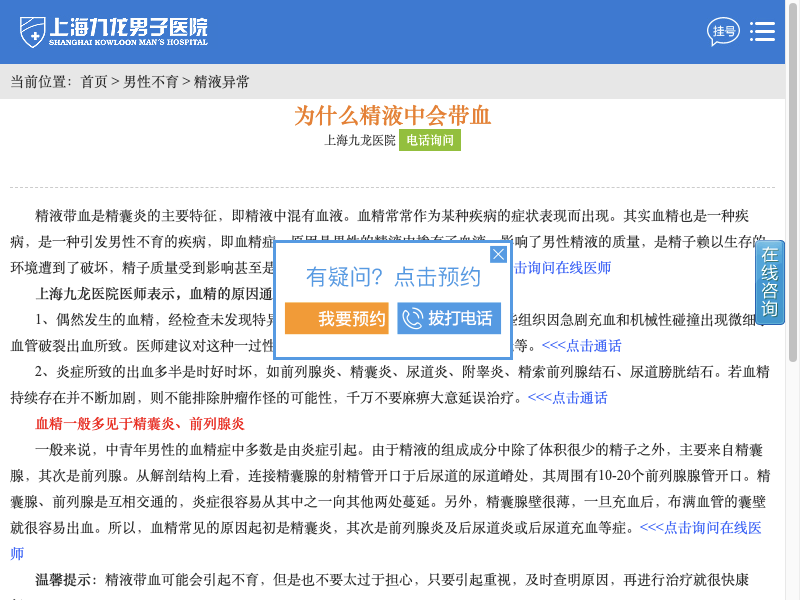 上海九龙男子医院
SHANGHAI KOWLOON MAN'S HOSPITAL
挂号
当前位置：首页 > 男性不育 > 精液异常
为什么精液中会带血
上海九龙医院 电话询问
精液带血是精囊炎的主要特征，即精液中混有血液。血精常常作为某种疾病的症状表现而出现。其实血精也是一种疾
病，是一种引发男性不育的疾病，即血精症，原因是男性的精液中掺有了血液，影响了男性精液的质量，是精子赖以生存的
环境遭到了破坏，精子质量受到影响甚至是 击询问在线医师
上海九龙医院医师表示，血精的原因通
1、偶然发生的血精，经检查未发现特异 些组织因急剧充血和机械性碰撞出现微细小
血管破裂出血所致。医师建议对这种一过性 等。<<<点击通话
2、炎症所致的出血多半是时好时坏，如前列腺炎、精囊炎、尿道炎、附睾炎、精索前列腺结石、尿道膀胱结石。若血精
持续存在并不断加剧，则不能排除肿瘤作怪的可能性，千万不要麻痹大意延误治疗。<<<点击通话
血精一般多见于精囊炎、前列腺炎
一般来说，中青年男性的血精症中多数是由炎症引起。由于精液的组成成分中除了体积很少的精子之外，主要来自精囊
腺，其次是前列腺。从解剖结构上看，连接精囊腺的射精管开口于后尿道的尿道嵴处，其周围有10-20个前列腺腺管开口。精
囊腺、前列腺是互相交通的，炎症很容易从其中之一向其他两处蔓延。另外，精囊腺壁很薄，一旦充血后，布满血管的囊壁
就很容易出血。所以，血精常见的原因起初是精囊炎，其次是前列腺炎及后尿道炎或后尿道充血等症。<<<点击询问在线医
师
温馨提示：精液带血可能会引起不育，但是也不要太过于担心，只要引起重视，及时查明原因，再进行治疗就很快康
有疑问？点击预约
我要预约 拨打电话
在线咨询